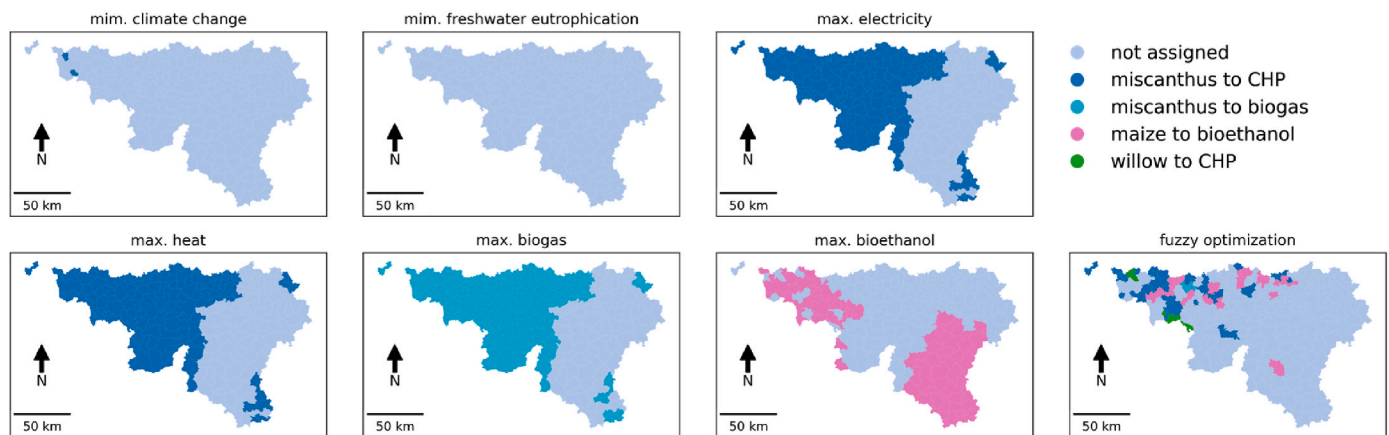 mim. climate change
mim. freshwater eutrophication
max. electricity
N
50 km
N
50 km
N
50 km
not assigned
miscanthus to CHP
miscanthus to biogas
maize to bioethanol
willow to CHP
max. heat
max. biogas
max. bioethanol
fuzzy optimization
N
50 km
N
50 km
N
50 km
N
50 km